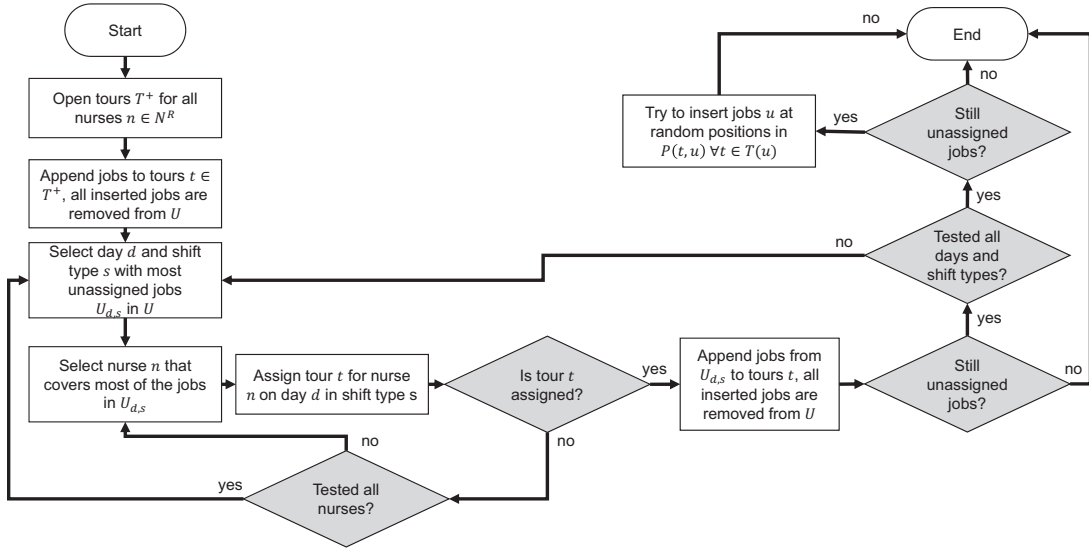 Start
Open tours 𝑇⁺ for all
nurses 𝑛 ∈ 𝑁ᴿ
Append jobs to tours 𝑡 ∈
𝑇⁺, all inserted jobs are
removed from 𝑈
Select day 𝑑 and shift
type 𝑠 with most
unassigned jobs
𝑈𝑑,𝑠 in 𝑈
Select nurse 𝑛 that
covers most of the jobs
in 𝑈𝑑,𝑠
Assign tour 𝑡 for nurse
𝑛 on day 𝑑 in shift type s
Is tour 𝑡
assigned?
yes
no
Tested all
nurses?
no
yes
Append jobs from
𝑈𝑑,𝑠 to tours 𝑡, all
inserted jobs are
removed from 𝑈
Still
unassigned
jobs?
no
yes
Tested all
days and
shift types?
no
yes
Still
unassigned
jobs?
yes
no
Try to insert jobs 𝑢 at
random positions in
𝑃(𝑡, 𝑢) ∀𝑡 ∈ 𝑇(𝑢)
no
End